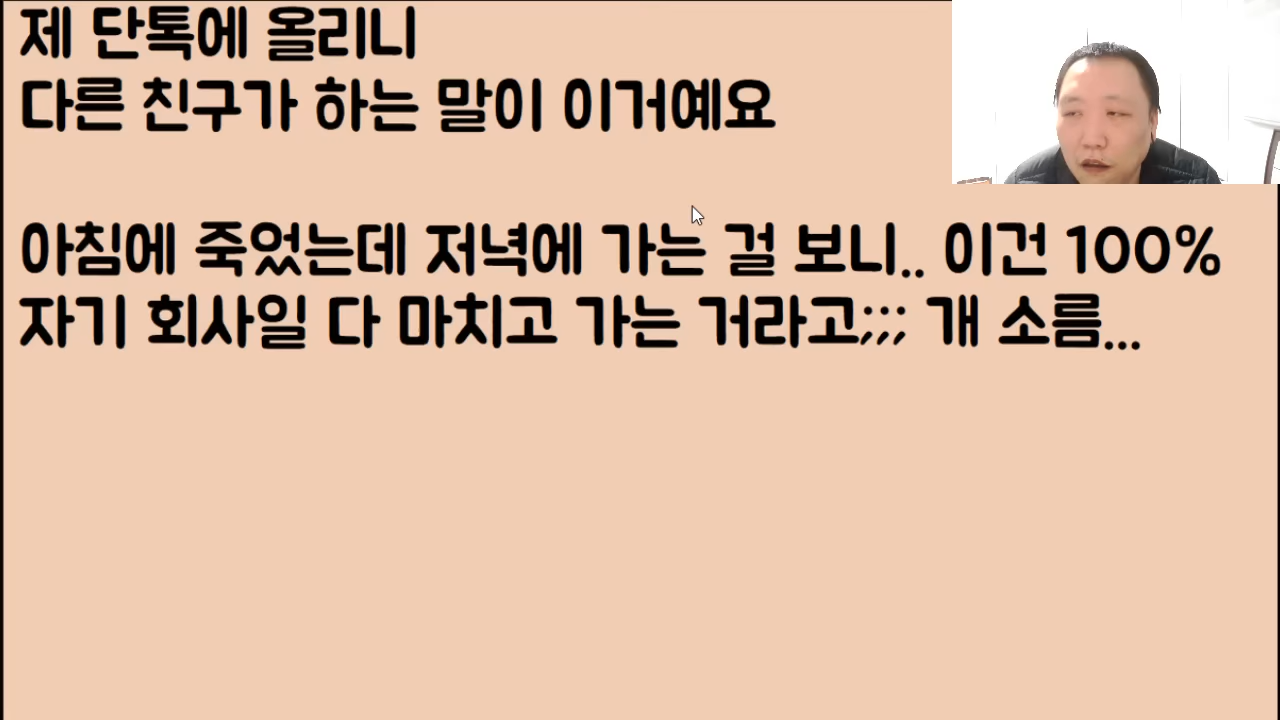 제 단톡에 올리니
다른 친구가 하는 말이 이거예요
아침에 죽었는데 저녁에 가는 걸 보니.. 이건 100%
자기 회사일 다 마치고 가는 거라고;;; 개 소름...